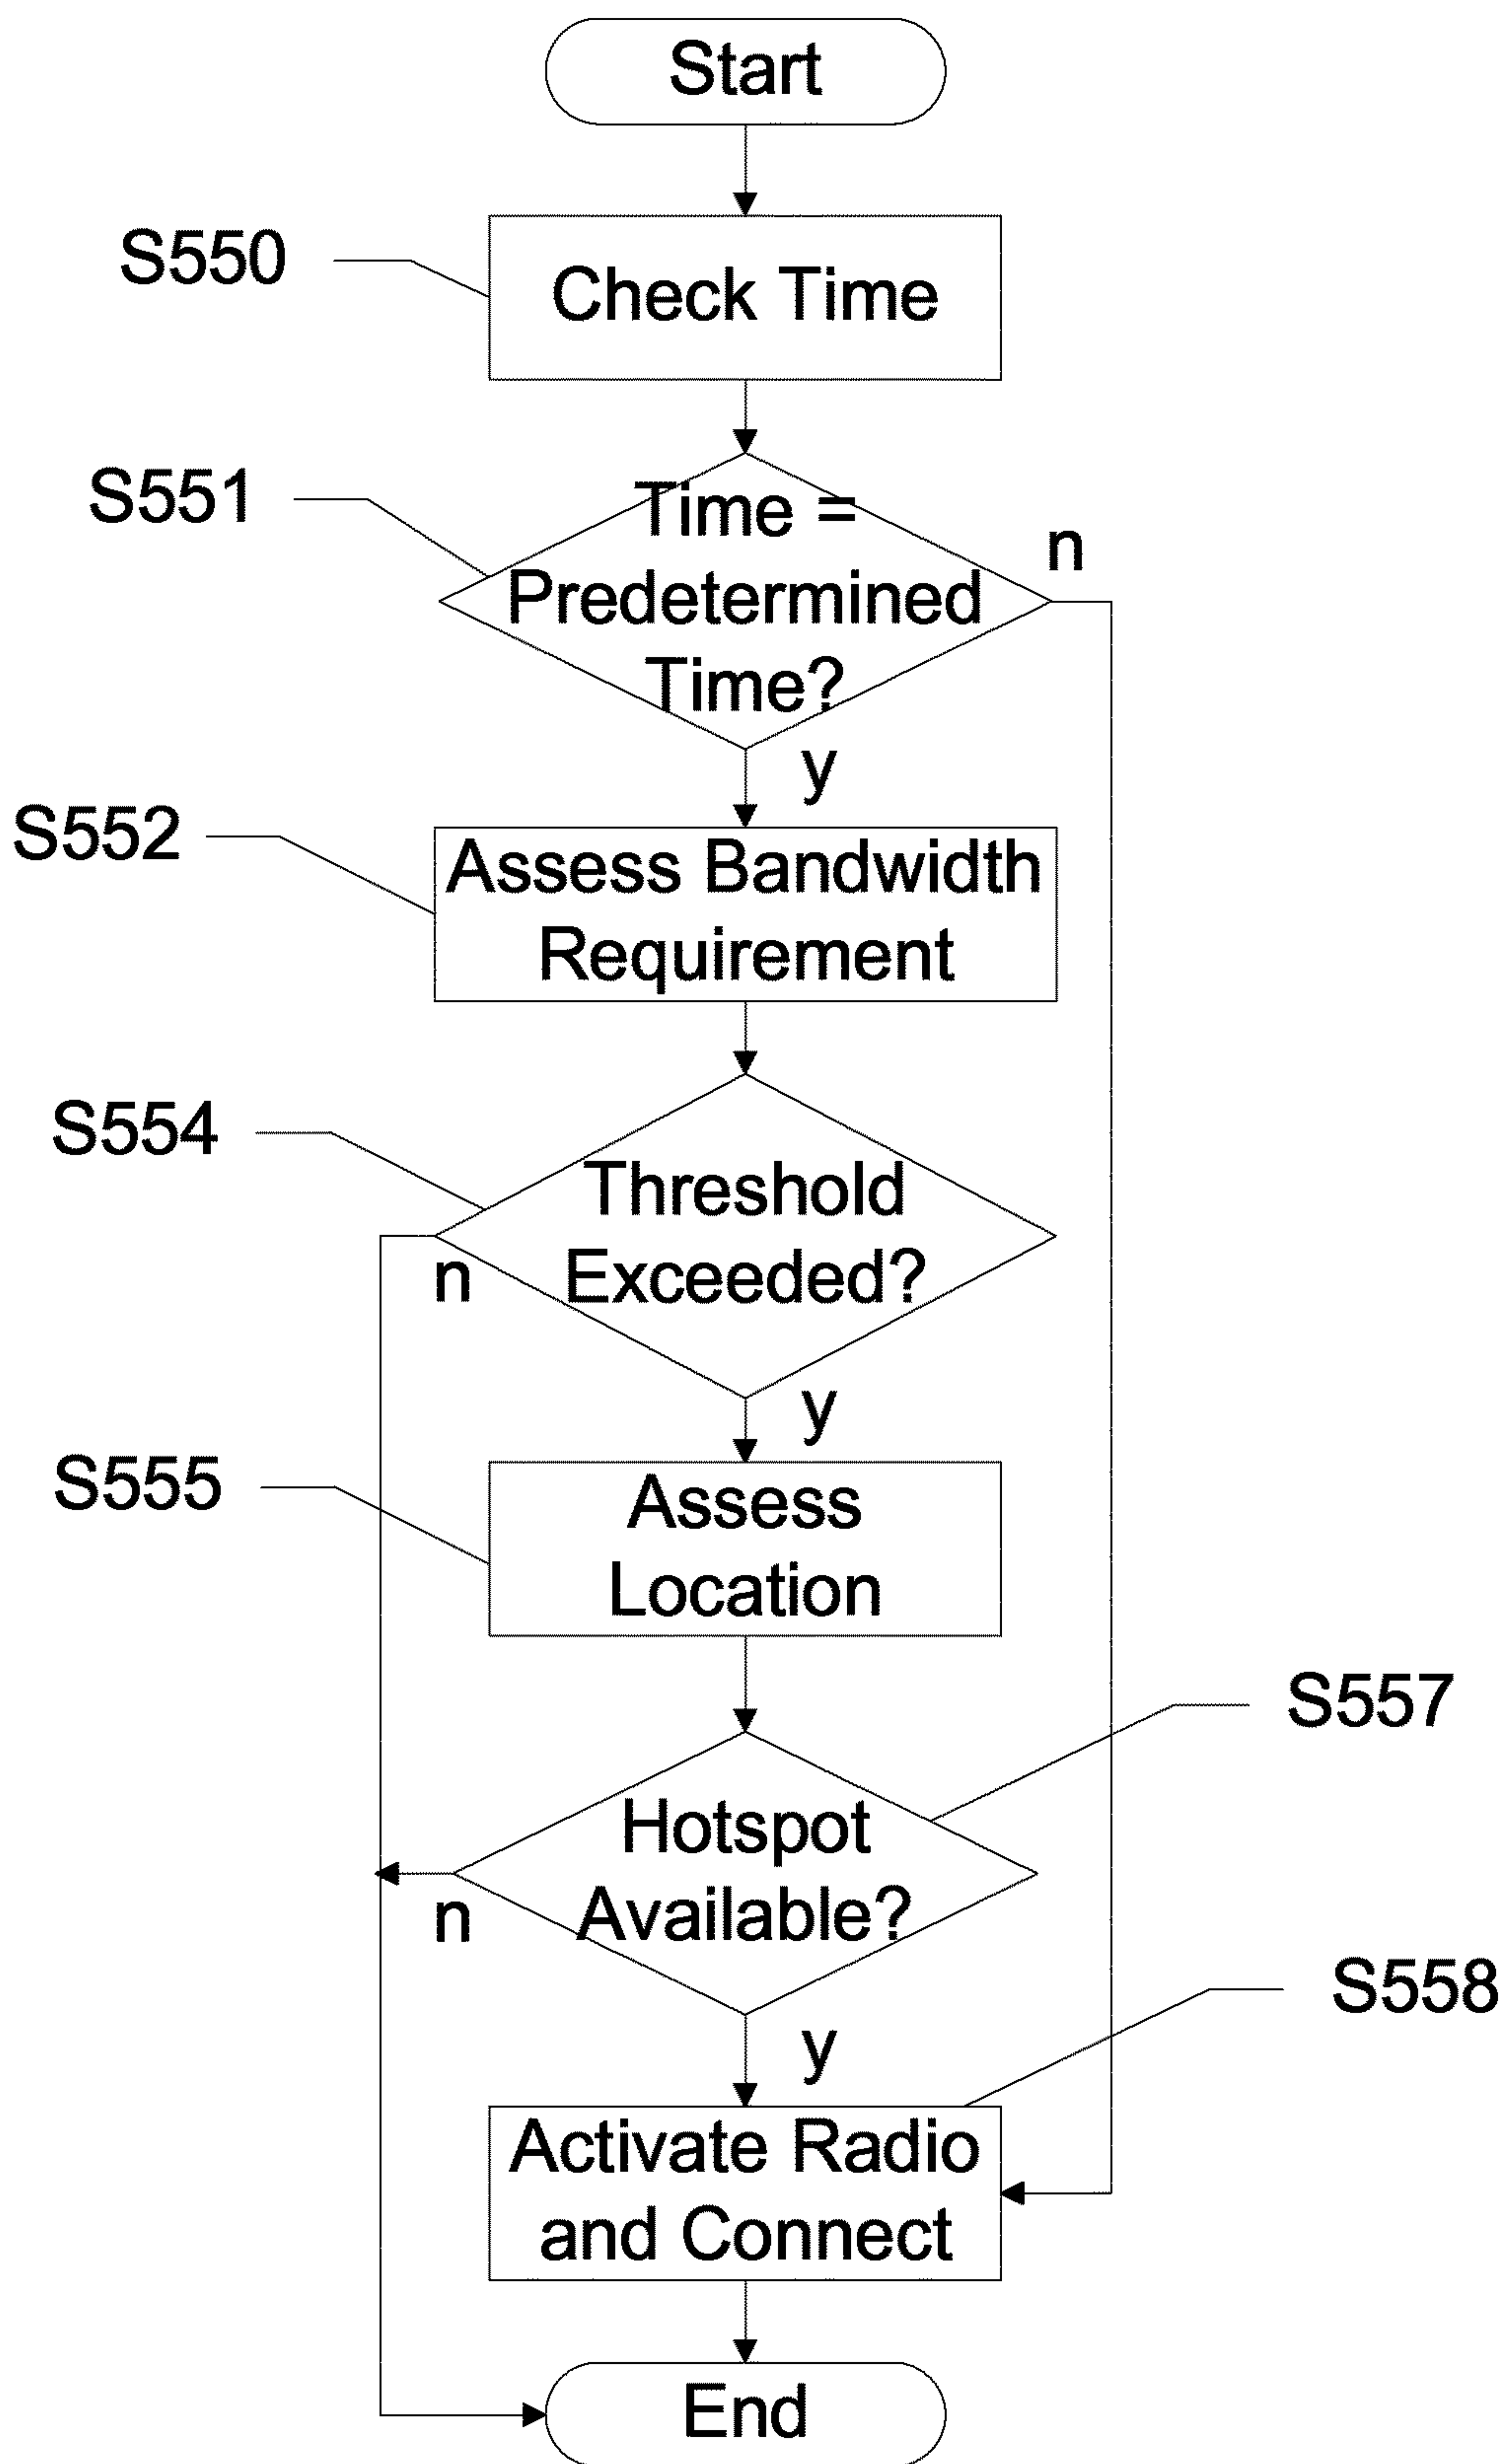 Start
S550
Check Time
S551
Time =
Predetermined
Time?
n
y
S552
Assess Bandwidth
Requirement
S554
Threshold
Exceeded?
n
y
S555
Assess
Location
S557
Hotspot
Available?
n
S558
y
Activate Radio
and Connect
End